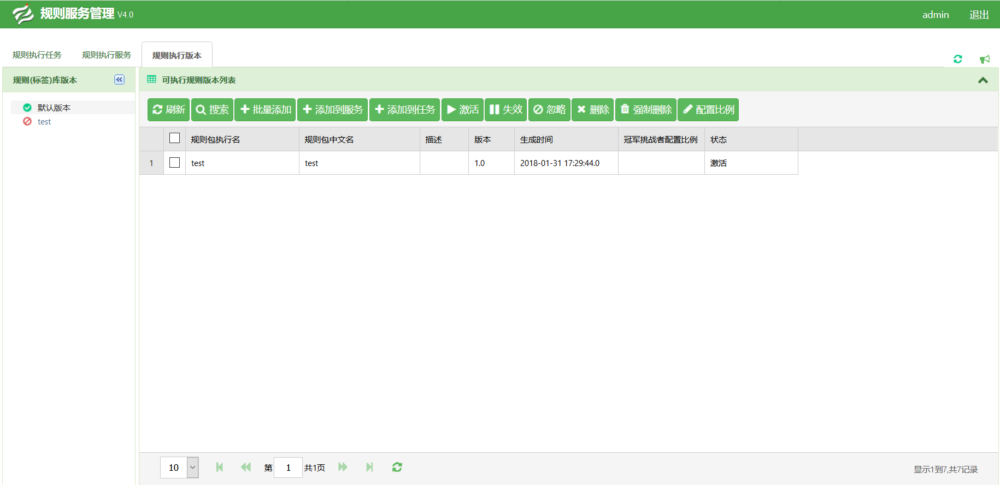 规则服务管理 V4.0
admin 退出
规则执行任务 规则执行服务 规则执行版本
规则(标签)库版本
默认版本
test
可执行规则版本列表
刷新 搜索 批量添加 添加到服务 添加到任务 激活 失效 忽略 删除 强制删除 配置比例
规则包执行名 规则包中文名 描述 版本 生成时间 冠军挑战者配置比例 状态
1 test test 1.0 2018-01-31 17:29:44.0 激活
10 第 1 共1页
显示1到7,共7记录